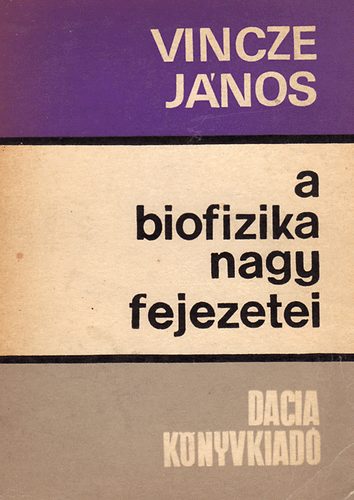 VINCZE
JÁNOS
a
biofizika
nagy
fejezetei
DACIA
KÖNYVKIADÓ